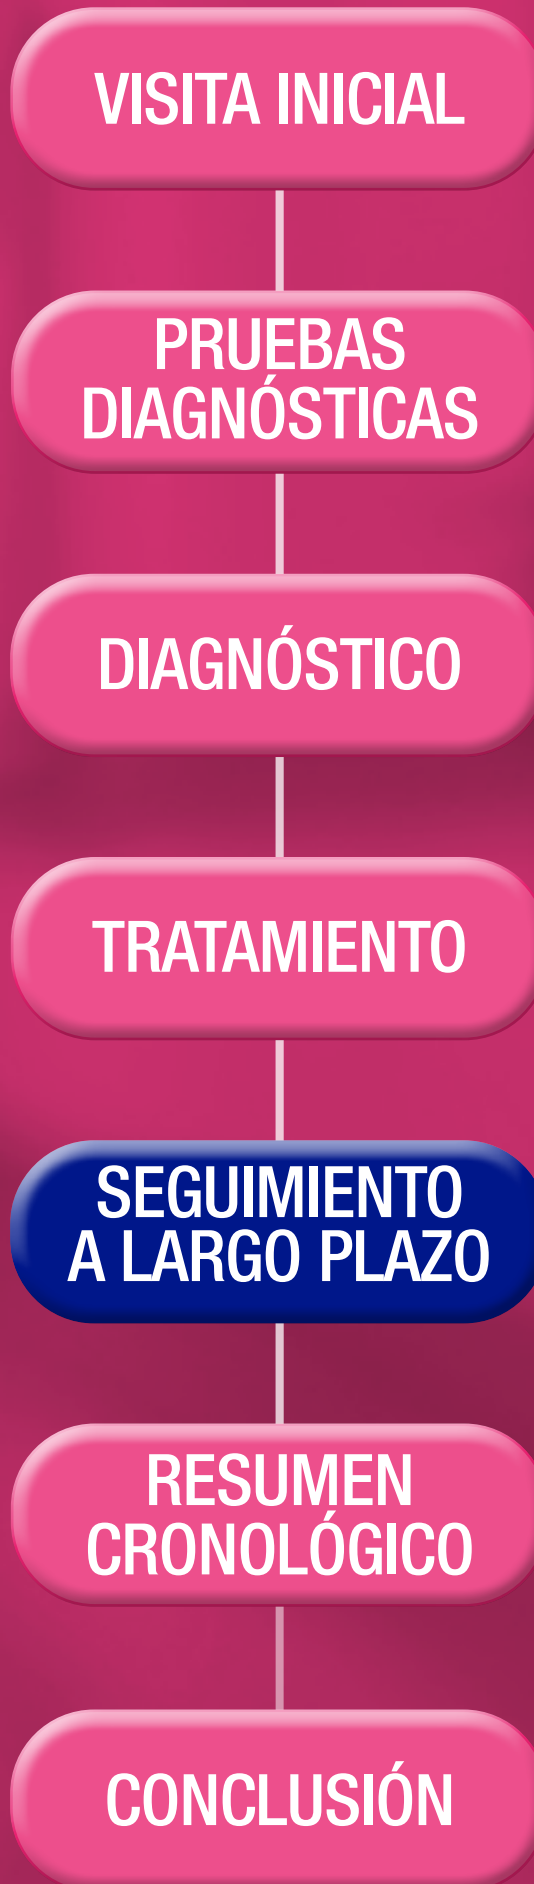 VISITA INICIAL
PRUEBAS
DIAGNÓSTICAS
DIAGNÓSTICO
TRATAMIENTO
SEGUIMIENTO
A LARGO PLAZO
RESUMEN
CRONOLÓGICO
CONCLUSIÓN